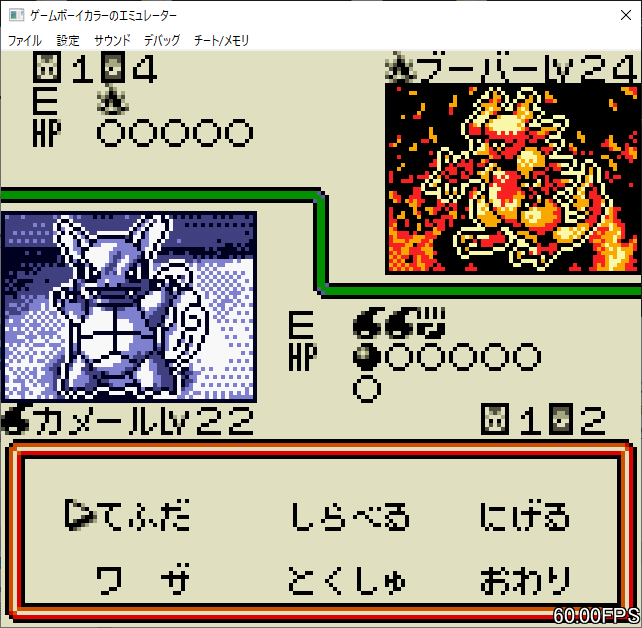 ゲームボーイカラーのエミュレーター
ファイル 設定 サウンド デバッグ チート/メモリ
1 4
ブーバーLv24
E
HP
E
HP
カメールLv22
1 2
てふだ しらべる にげる
ワザ とくしゅ おわり
60.00FPS